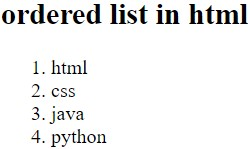 ordered list in html
1. html
2. css
3. java
4. python